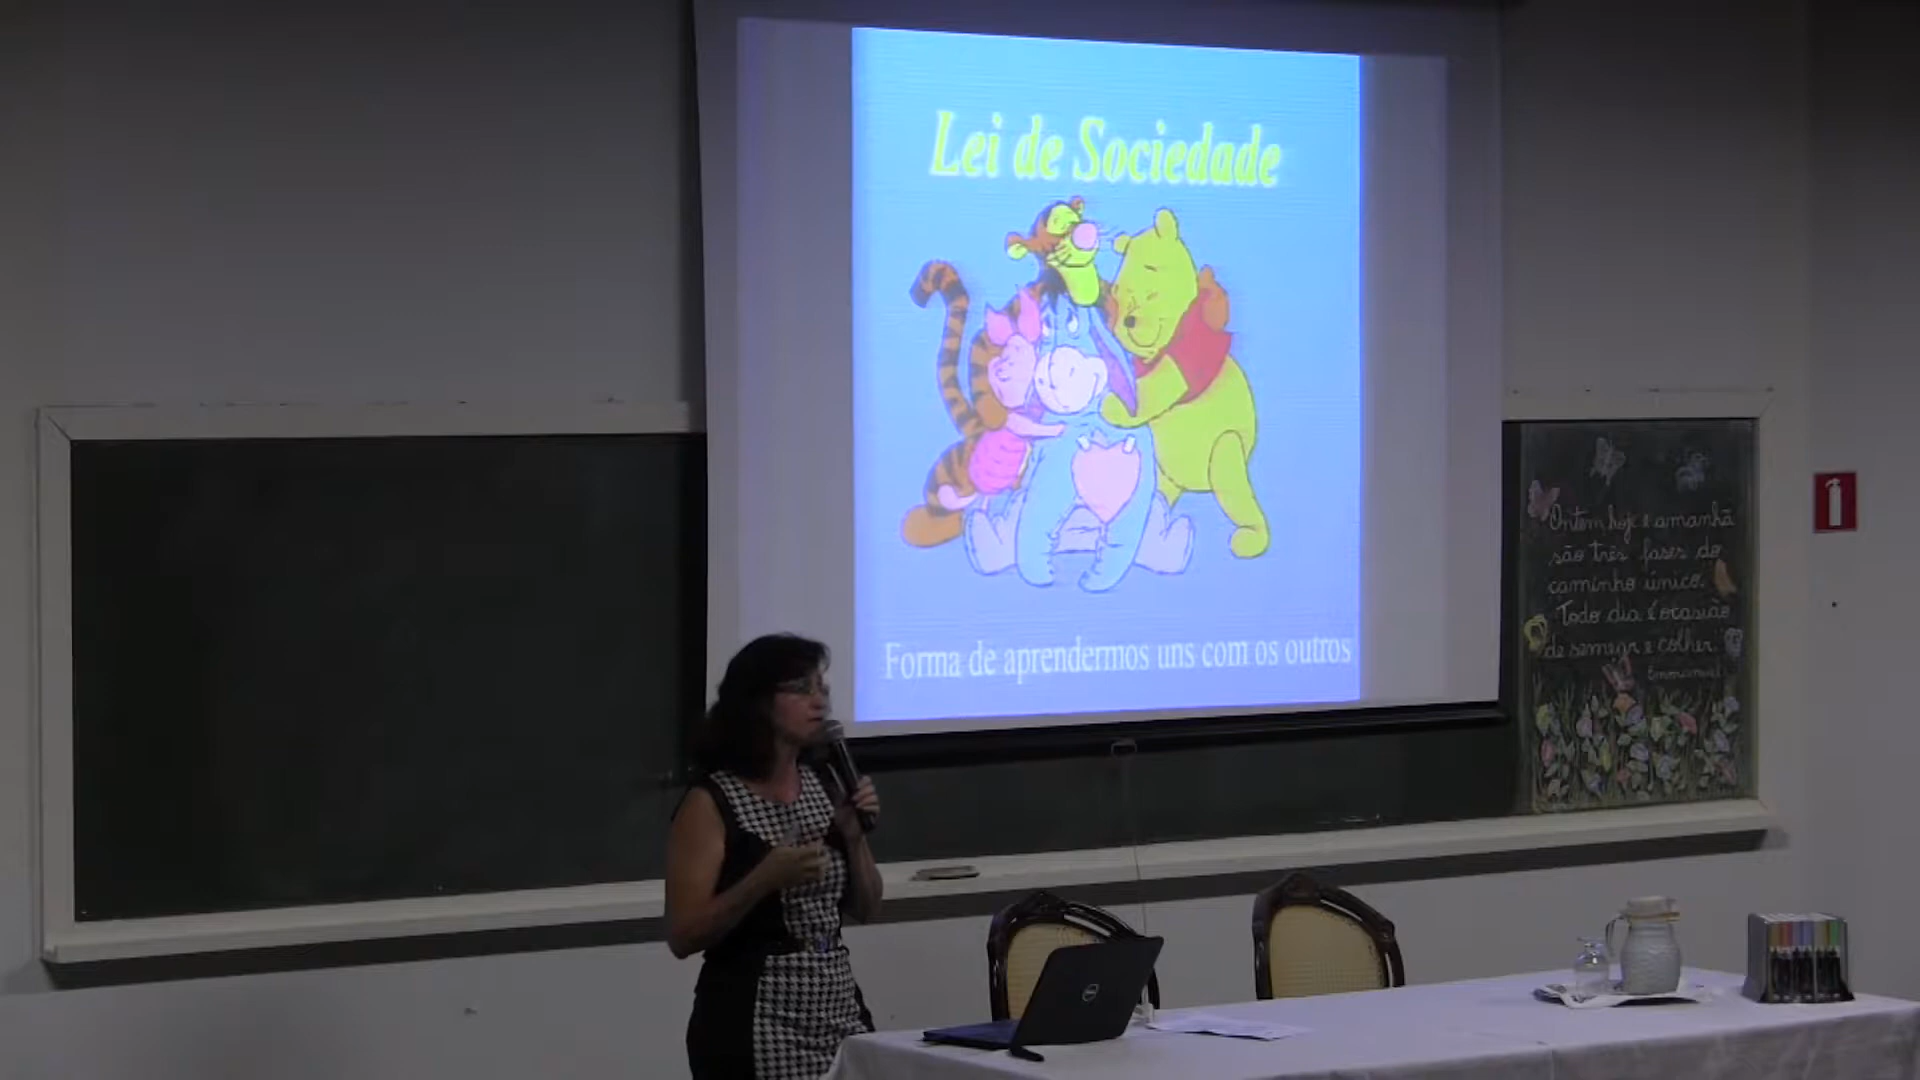 Lei de Sociedade
Forma de aprendermos uns com os outros
Ontem hoje e amanhã
são três fases do
caminho único.
Todo dia é ocasião
de semear e colher.
Emmanuel
DELL